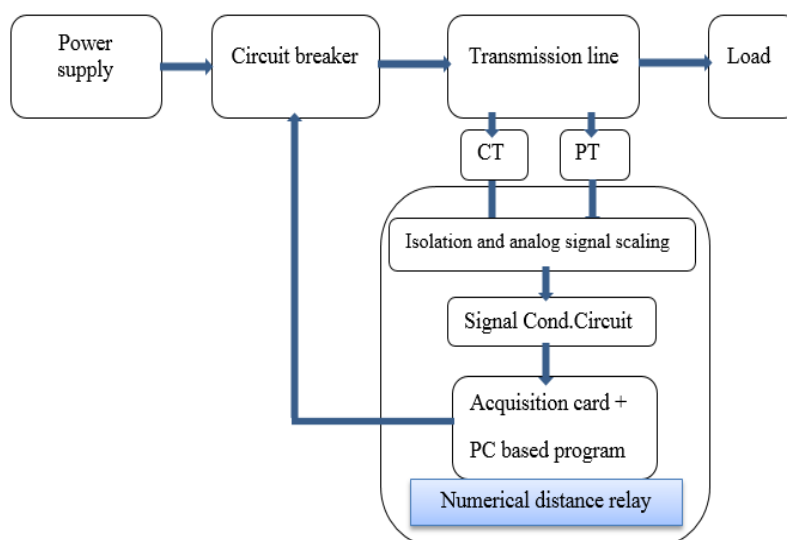 Power
supply
Circuit breaker
Transmission line
Load
CT
PT
Isolation and analog signal scaling
Signal Cond.Circuit
Acquisition card +
PC based program
Numerical distance relay